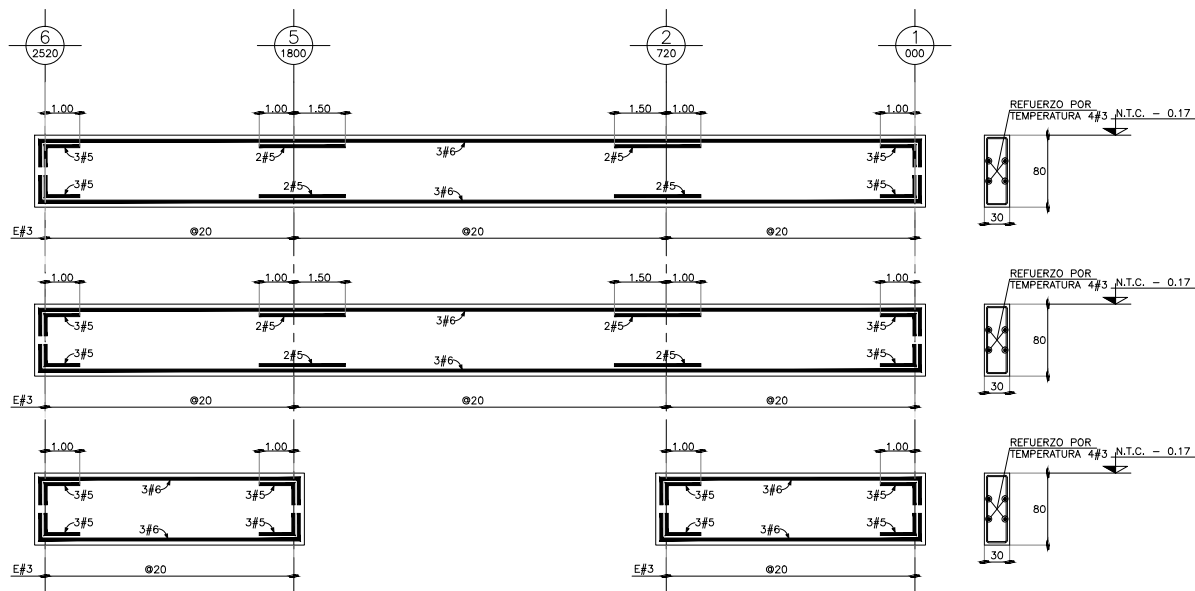 6 5 2 1
2520 1800 720 000
1.00 1.00 1.50 1.50 1.00 1.00
REFUERZO POR
TEMPERATURA 4#3 N.T.C. - 0.17
3#5 2#5 3#6 2#5 3#5
80
3#5 2#5 3#6 2#5 3#5
30
E#3 @20 @20 @20
1.00 1.00 1.50 1.50 1.00 1.00
REFUERZO POR
TEMPERATURA 4#3 N.T.C. - 0.17
3#5 2#5 3#6 2#5 3#5
80
3#5 2#5 3#6 2#5 3#5
30
E#3 @20 @20 @20
1.00 1.00 1.00 1.00
REFUERZO POR
TEMPERATURA 4#3 N.T.C. - 0.17
3#5 3#6 3#5 3#5 3#6 3#5
80
3#5 3#6 3#5 3#5 3#6 3#5
30
E#3 @20 E#3 @20